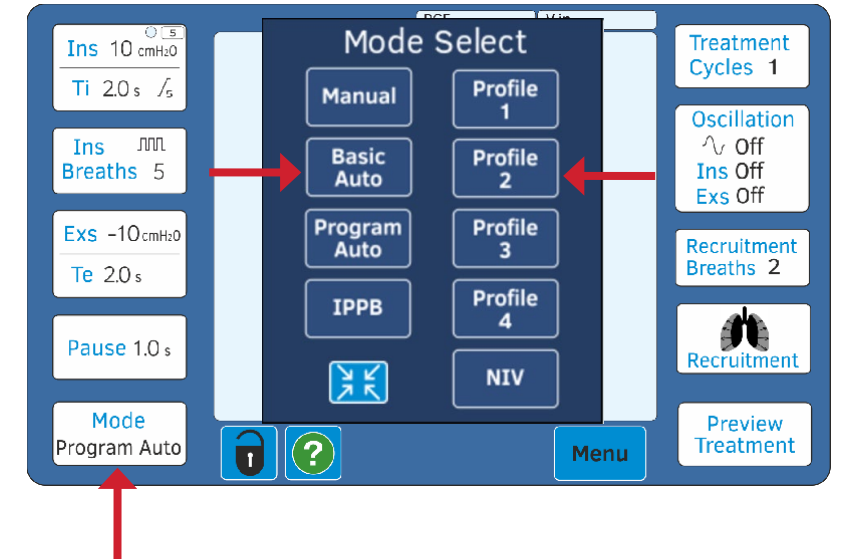 5
Ins 10 cmH2O
Ti 2.0 s 5
Ins
Breaths 5
Exs -10 cmH2O
Te 2.0 s
Pause 1.0 s
Mode
Program Auto
Mode Select
Manual
Basic
Auto
Program
Auto
IPPB
Profile
1
Profile
2
Profile
3
Profile
4
NIV
?
Menu
Treatment
Cycles 1
Oscillation
Off
Ins Off
Exs Off
Recruitment
Breaths 2
Recruitment
Preview
Treatment